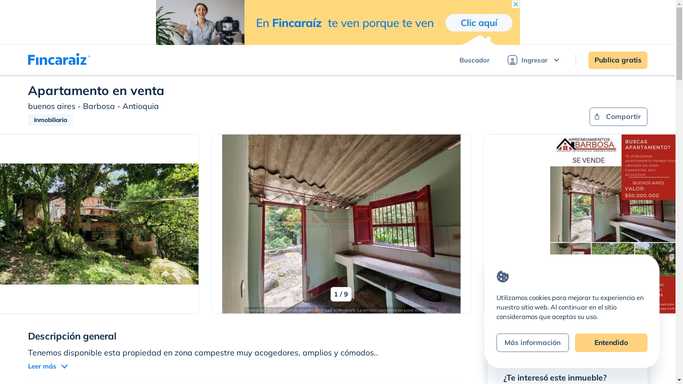 En Fincaraíz te ven porque te ven
Clic aquí
Fincaraiz
Buscador
Ingresar
Publica gratis
Apartamento en venta
buenos aires - Barbosa - Antioquia
Inmobiliaria
Compartir
ARRENDAMIENTOS
BARBOSA
SE VENDE
BUSCAS
APARTAMENTO?
BUENOS AIRES
VALOR:
$50.000.000
1 / 9
Utilizamos cookies para mejorar tu experiencia en
nuestro sitio web. Al continuar en el sitio
consideramos que aceptas su uso.
Más información
Entendido
Descripción general
Tenemos disponible esta propiedad en zona campestre muy acogedores, amplios y cómodos..
Leer más
¿Te interesó este inmueble?